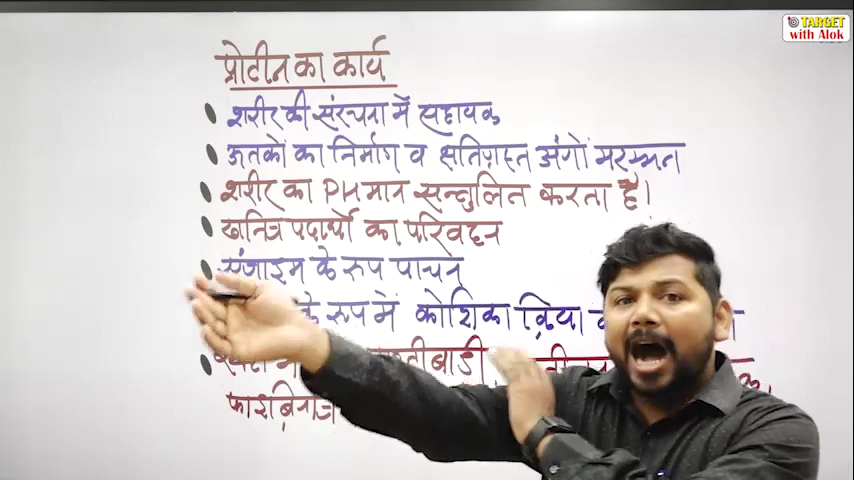 TARGET
with Alok
प्रोटीन का कार्य
शरीर की संरचना में सहायक
ऊतकों का निर्माण व क्षतिग्रस्त अंगों मरम्मत
शरीर का PH मान सन्तुलित करता है।
खनिज पदार्थों का परिवहन
एंजाइम के रूप पाचन
के रूप में कोशिका क्रिया
फाइब्रिनोज